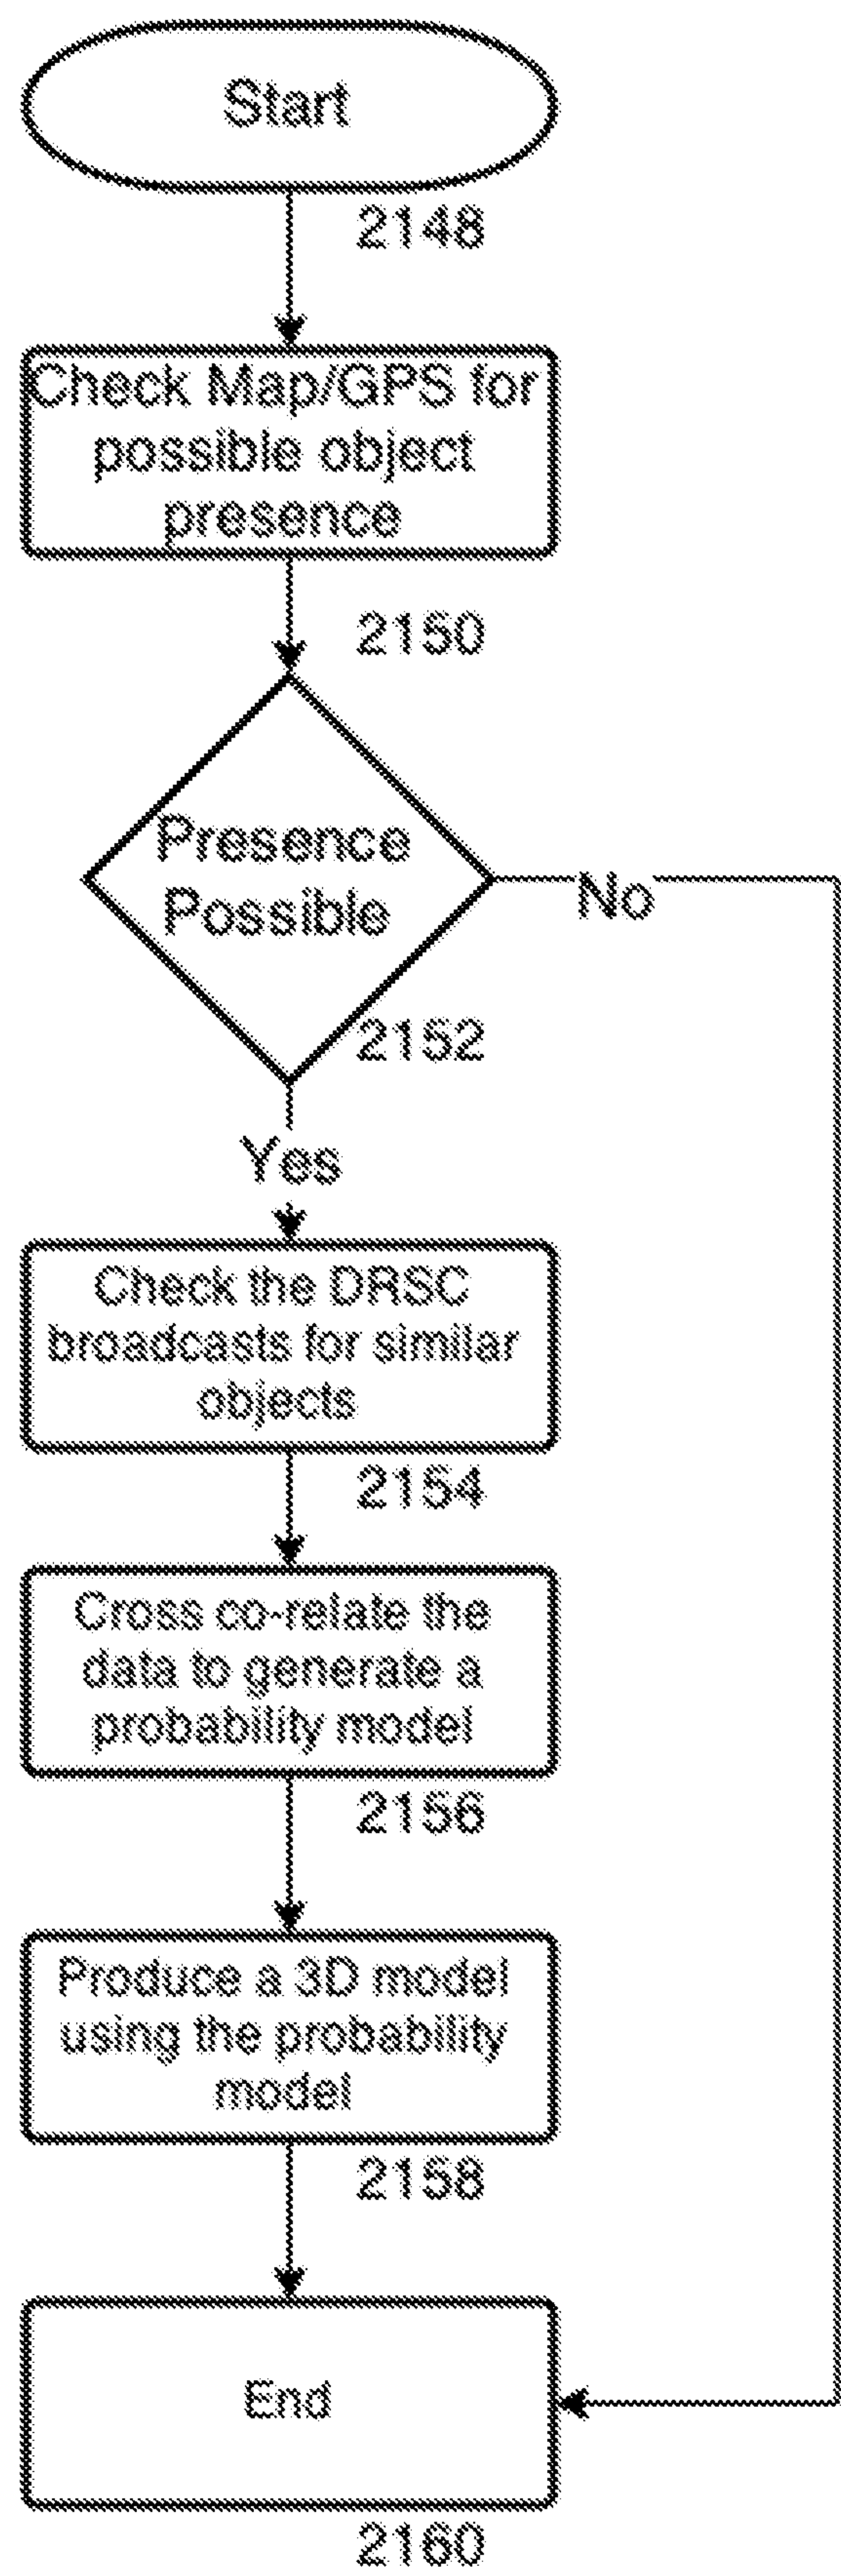 Start
2148
Check Map/GPS for
possible object
presence
2150
Presence
Possible
No
2152
Yes
Check the DRSC
broadcasts for similar
objects
2154
Cross co-relate the
data to generate a
probability model
2156
Produce a 3D model
using the probability
model
2158
End
2160